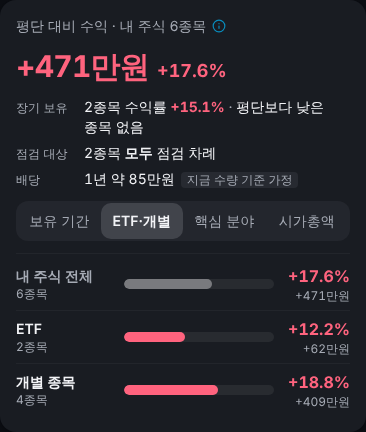 평단 대비 수익 · 내 주식 6종목
+471만원 +17.6%
장기 보유 2종목 수익률 +15.1% · 평단보다 낮은
종목 없음
점검 대상 2종목 모두 점검 차례
배당 1년 약 85만원 지금 수량 기준 가정
보유 기간 ETF·개별 핵심 분야 시가총액
내 주식 전체 +17.6%
6종목 +471만원
ETF +12.2%
2종목 +62만원
개별 종목 +18.8%
4종목 +409만원